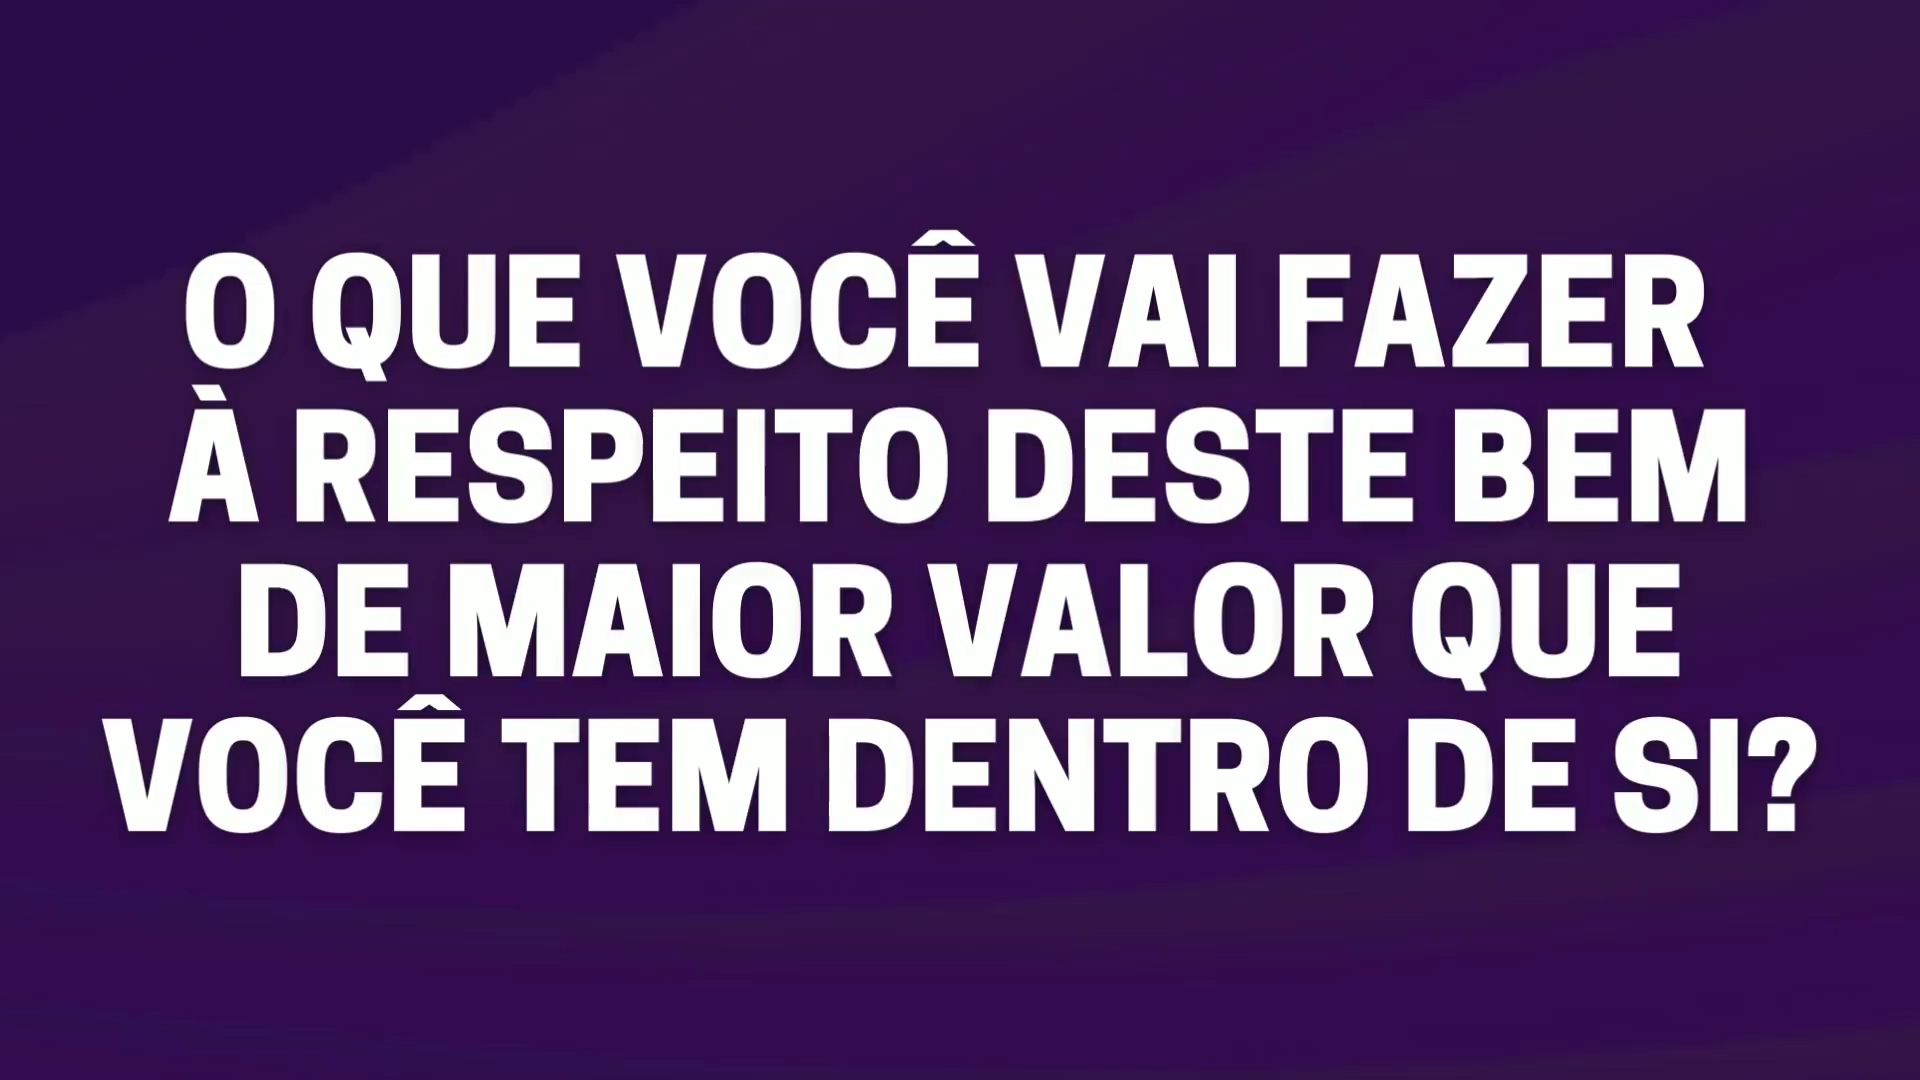 O QUE VOCÊ VAI FAZER
À RESPEITO DESTE BEM
DE MAIOR VALOR QUE
VOCÊ TEM DENTRO DE SI?